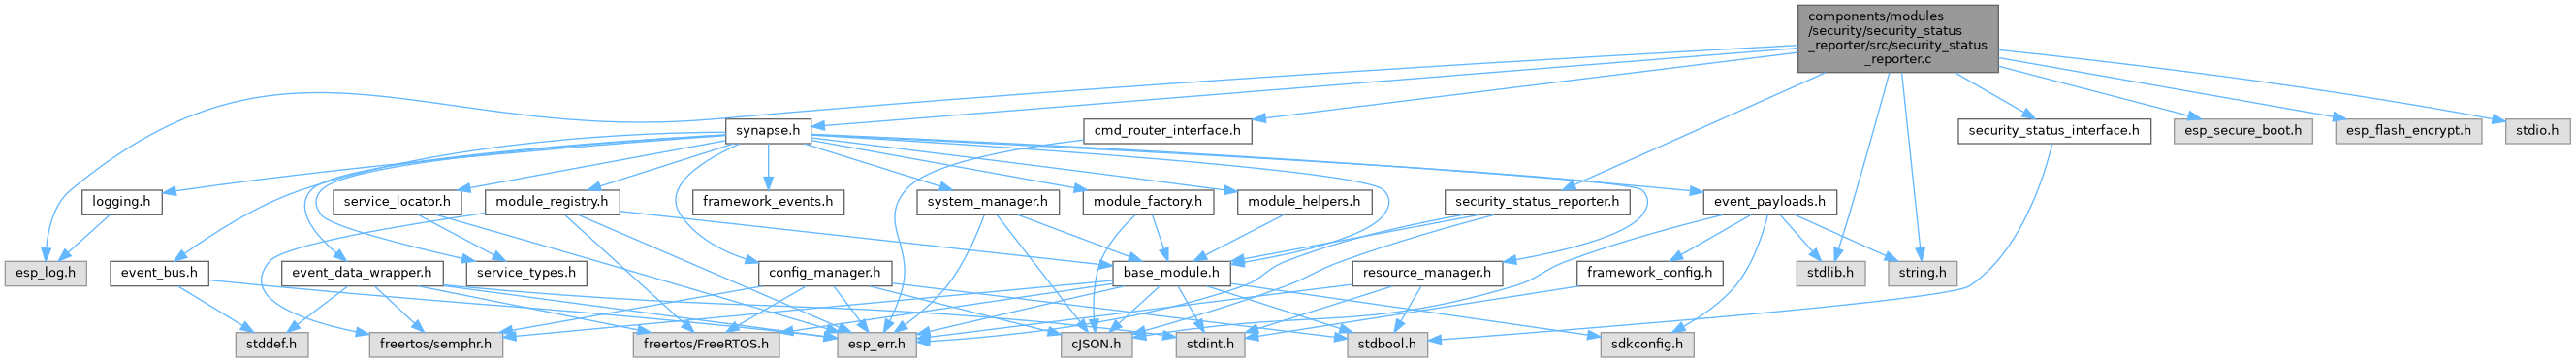 components/modules
/security/security_status
_reporter/src/security_status
_reporter.c
synapse.h
cmd_router_interface.h
security_status_interface.h
esp_secure_boot.h
esp_flash_encrypt.h
stdio.h
logging.h
service_locator.h
module_registry.h
framework_events.h
system_manager.h
module_factory.h
module_helpers.h
security_status_reporter.h
event_payloads.h
esp_log.h
event_bus.h
event_data_wrapper.h
service_types.h
config_manager.h
base_module.h
resource_manager.h
framework_config.h
stdlib.h
string.h
stddef.h
freertos/semphr.h
freertos/FreeRTOS.h
esp_err.h
cJSON.h
stdint.h
stdbool.h
sdkconfig.h